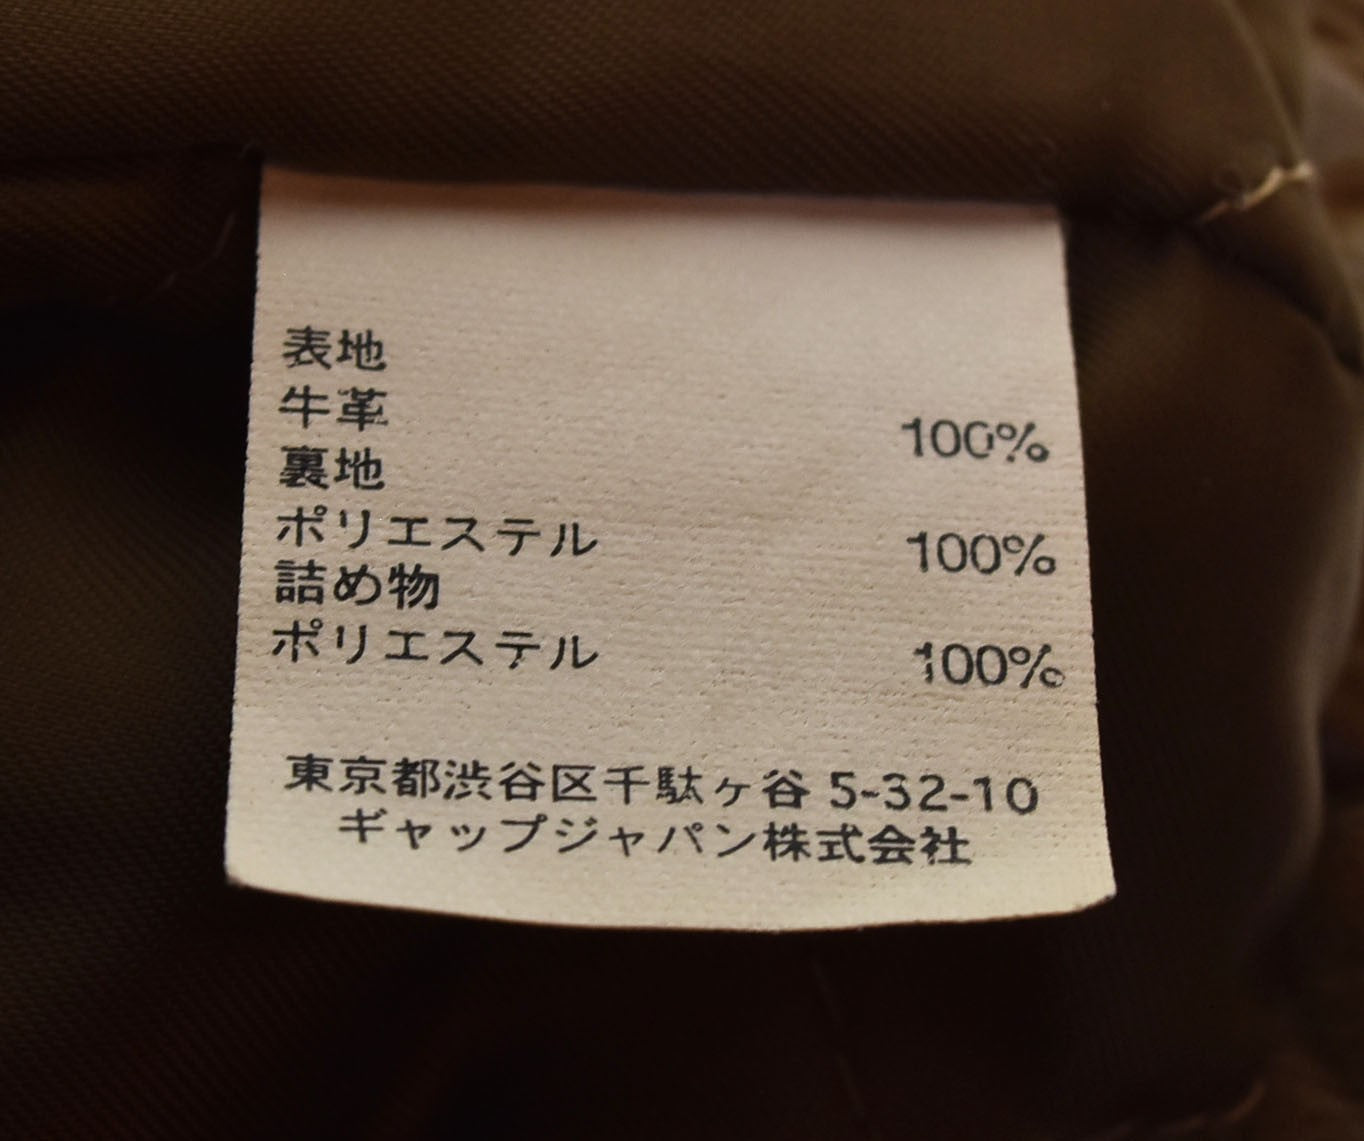 表地
牛革 100%
裏地
ポリエステル 100%
詰め物
ポリエステル 100%
東京都渋谷区千駄ヶ谷 5-32-10
ギャップジャパン株式会社